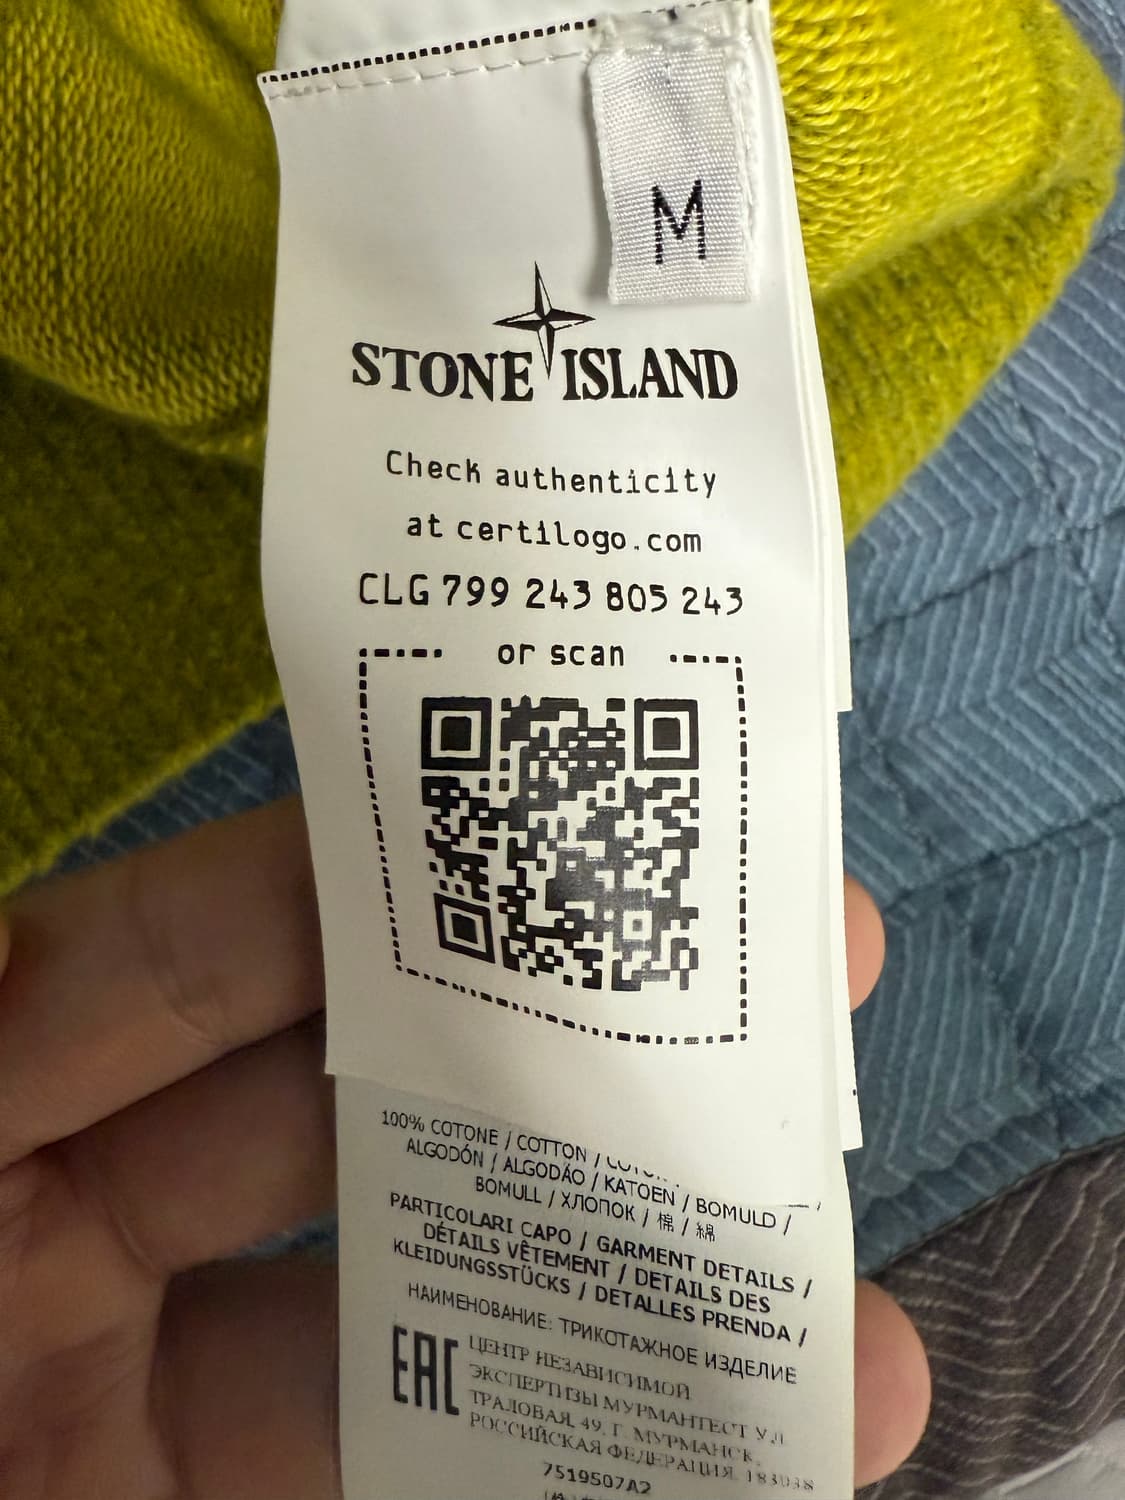 M
STONE ISLAND
Check authenticity
at certilogo.com
CLG 799 243 805 243
or scan
100% COTONE / COTTON /
ALGODÓN / ALGODÃO / KATOEN / BOMULD /
BOMULL / ХЛОПОК / 棉 / 綿
PARTICOLARI CAPO / GARMENT DETAILS /
DÉTAILS VÊTEMENT / DETAILS DES
KLEIDUNGSSTÜCKS / DETALLES PRENDA /
НАИМЕНОВАНИЕ: ТРИКОТАЖНОЕ ИЗДЕЛИЕ
EAC
ЦЕНТР НЕЗАВИСИМОЙ
ЭКСПЕРТИЗЫ МУРМАНТЕСТ УЛ.
ТРАЛОВАЯ, 49, Г. МУРМАНСК,
РОССИЙСКАЯ ФЕДЕРАЦИЯ, 183038
7519507A2